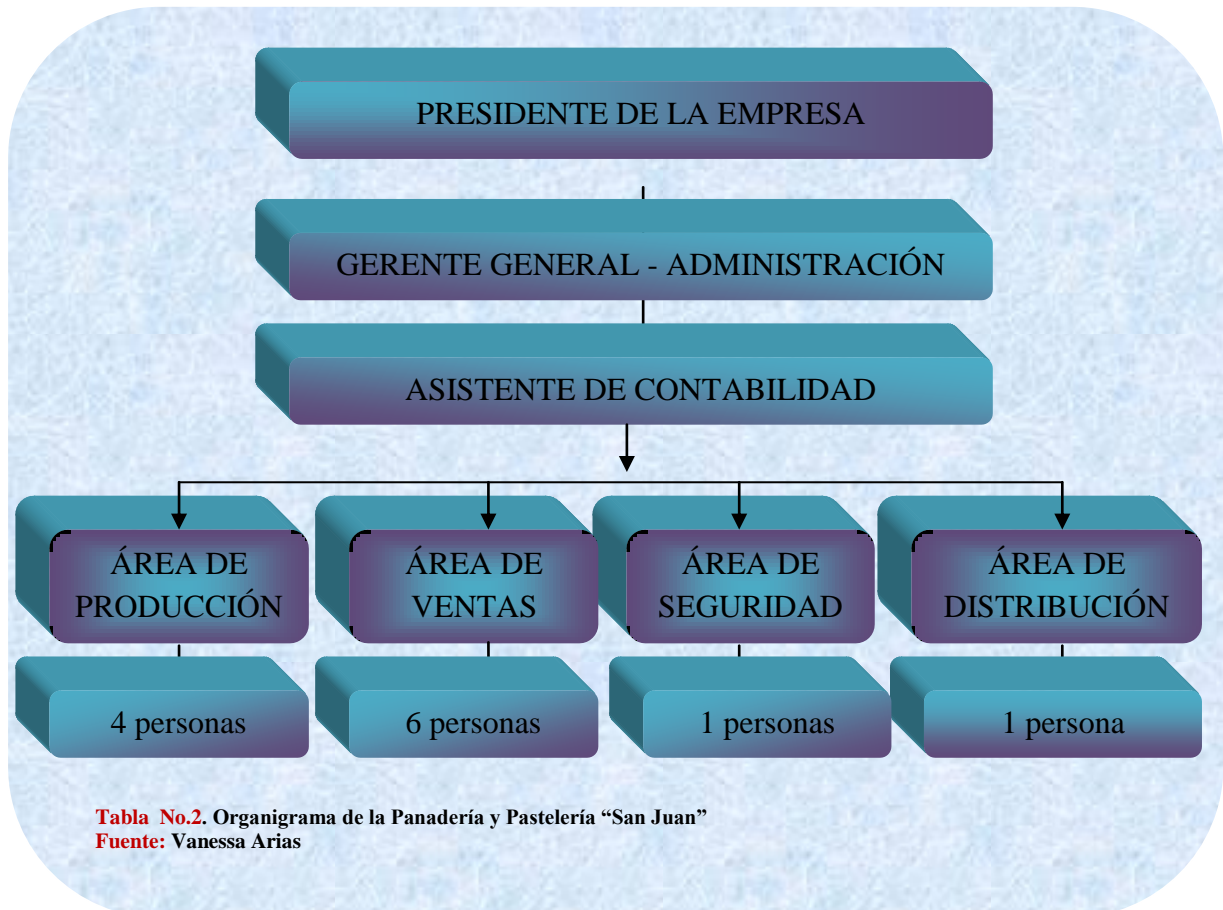 PRESIDENTE DE LA EMPRESA
GERENTE GENERAL - ADMINISTRACIÓN
ASISTENTE DE CONTABILIDAD
ÁREA DE
PRODUCCIÓN
ÁREA DE
VENTAS
ÁREA DE
SEGURIDAD
ÁREA DE
DISTRIBUCIÓN
4 personas
6 personas
1 personas
1 persona
Tabla No.2. Organigrama de la Panadería y Pastelería “San Juan”
Fuente: Vanessa Arias